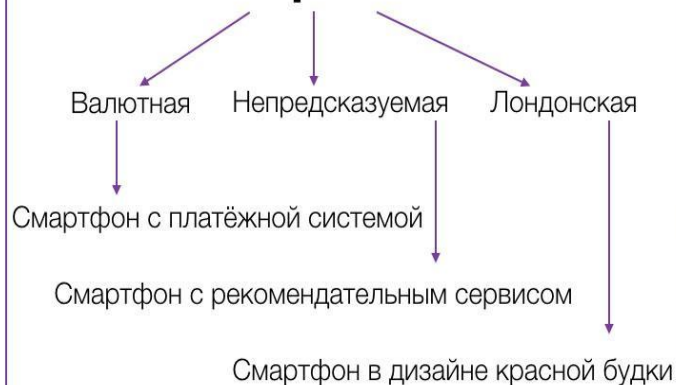 Валютная Непредсказуемая Лондонская
Смартфон с платёжной системой
Смартфон с рекомендательным сервисом
Смартфон в дизайне красной будки